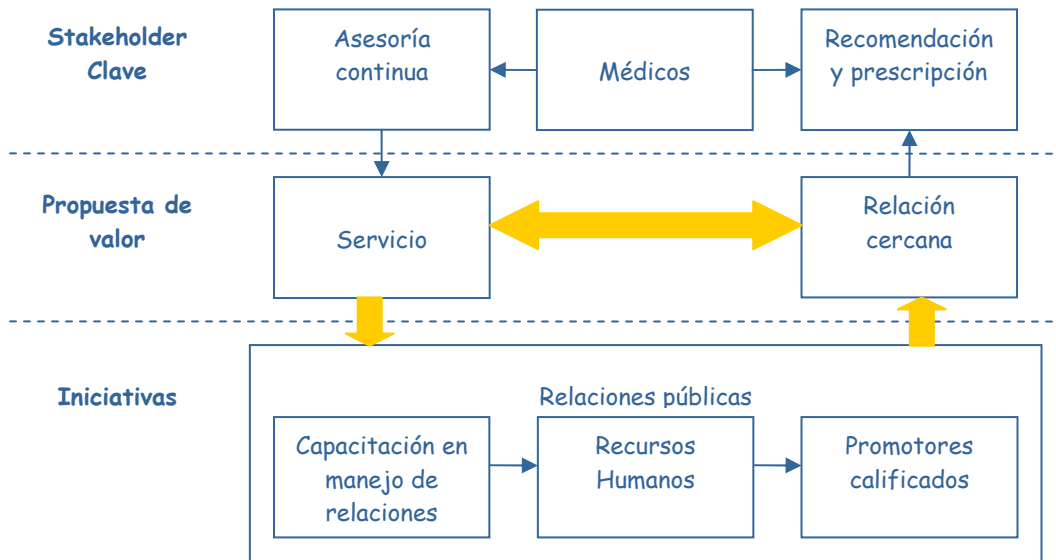 Stakeholder
Clave
Asesoría
continua
Médicos
Recomendación
y prescripción
Propuesta de
valor
Servicio
Relación
cercana
Iniciativas
Relaciones públicas
Capacitación en
manejo de
relaciones
Recursos
Humanos
Promotores
calificados